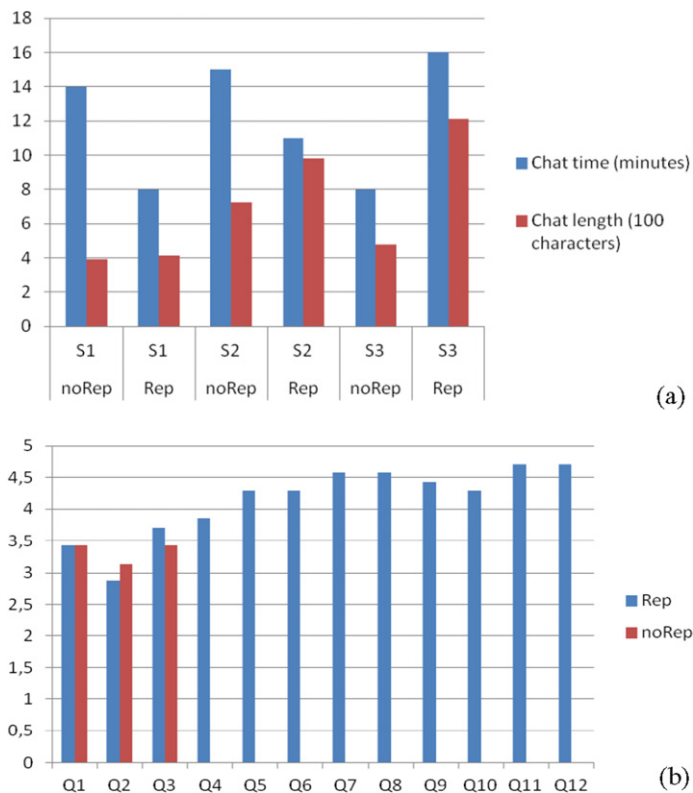 18
16
14
12
10
8
6
4
2
0
S1 S1 S2 S2 S3 S3
noRep Rep noRep Rep noRep Rep
Chat time (minutes)
Chat length (100
characters)
(a)
5
4,5
4
3,5
3
2,5
2
1,5
1
0,5
0
Q1 Q2 Q3 Q4 Q5 Q6 Q7 Q8 Q9 Q10 Q11 Q12
Rep
noRep
(b)